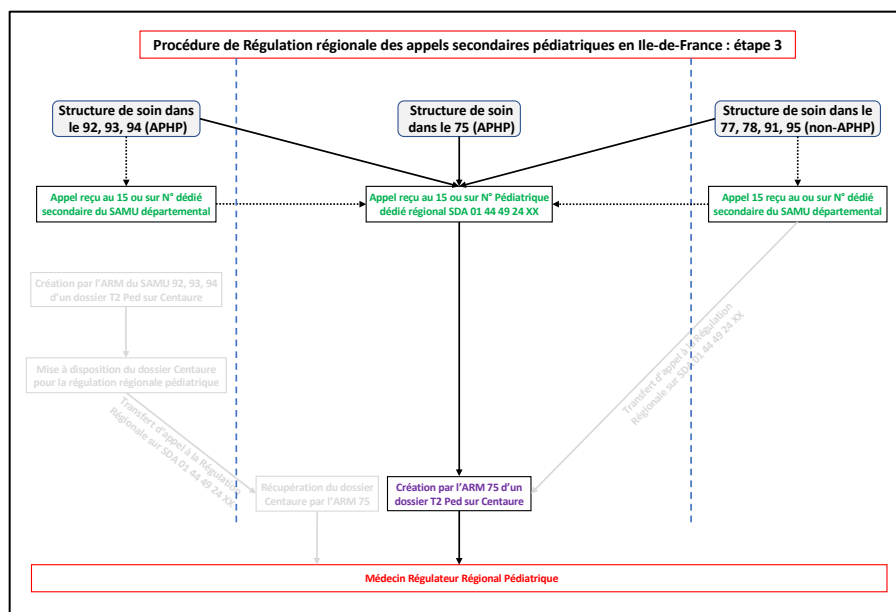 Procédure de Régulation régionale des appels secondaires pédiatriques en Ile-de-France : étape 3
Structure de soin dans
le 92, 93, 94 (APHP)
Structure de soin
dans le 75 (APHP)
Structure de soin dans le
77, 78, 91, 95 (non-APHP)
Appel reçu au 15 ou sur N° dédié
secondaire du SAMU départemental
Appel reçu au 15 ou sur N° Pédiatrique
dédié régional SDA 01 44 49 24 XX
Appel 15 reçu au ou sur N° dédié
secondaire du SAMU départemental
Création par l'ARM du SAMU 92, 93, 94
d'un dossier T2 Ped sur Centaure
Mise à disposition du dossier Centaure
pour la régulation régionale pédiatrique
Transfert d'appel à la Régulation
Régionale sur SDA 01 44 49 24 XX
Transfert d'appel à la Régulation
Régionale sur SDA 01 44 49 24 XX
Récupération du dossier
Centaure par l'ARM 75
Création par l'ARM 75 d'un
dossier T2 Ped sur Centaure
Médecin Régulateur Régional Pédiatrique